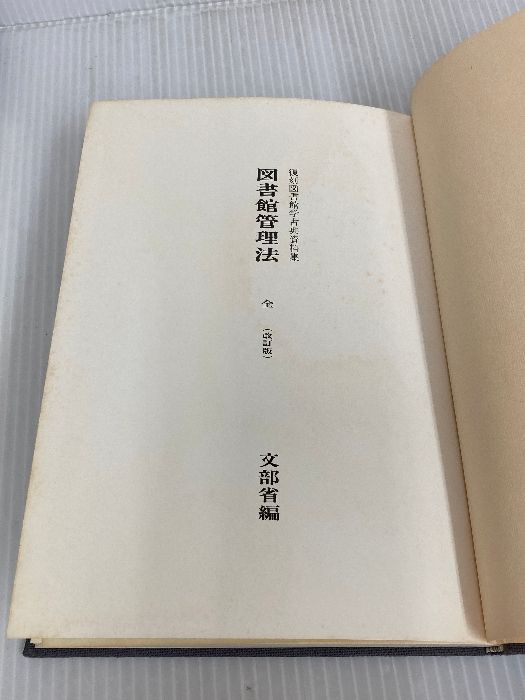 復刻図書館学古典資料集
図書館管理法
全
(改訂版)
文部省編